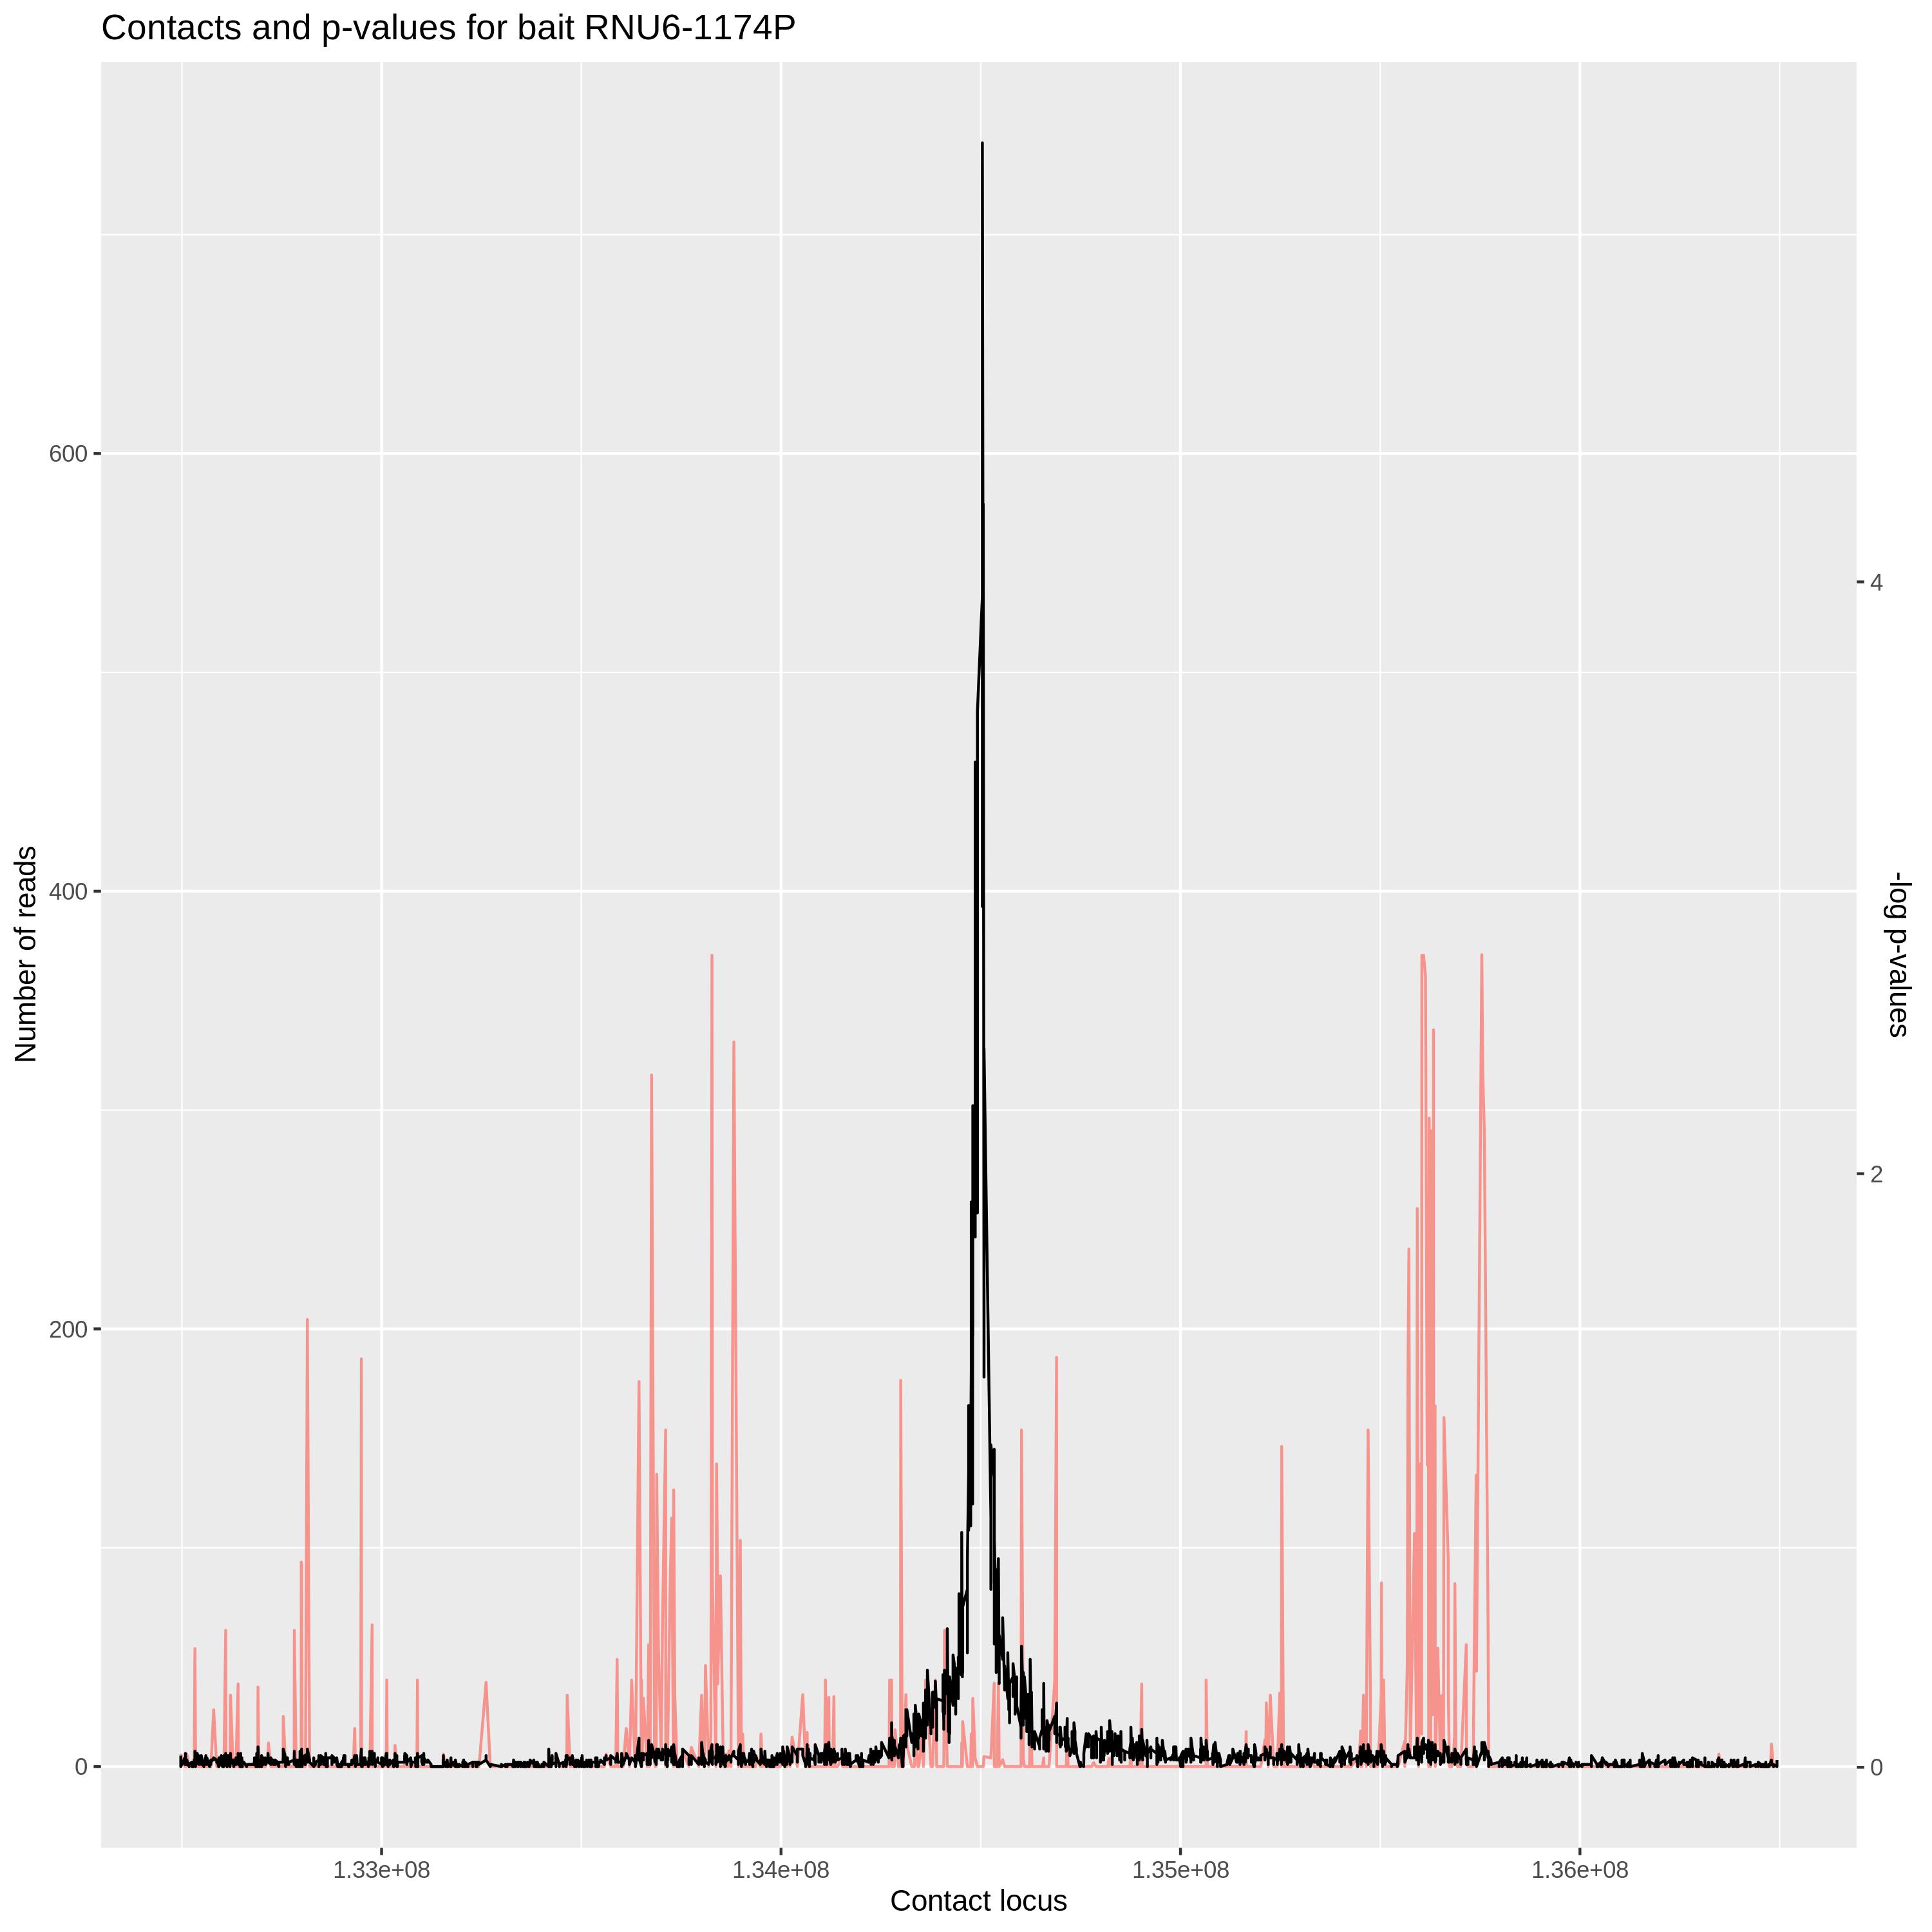 Contacts and p-values for bait RNU6-1174P
600
400
200
0
4
2
0
Number of reads
-log p-values
1.33e+08
1.34e+08
1.35e+08
1.36e+08
Contact locus